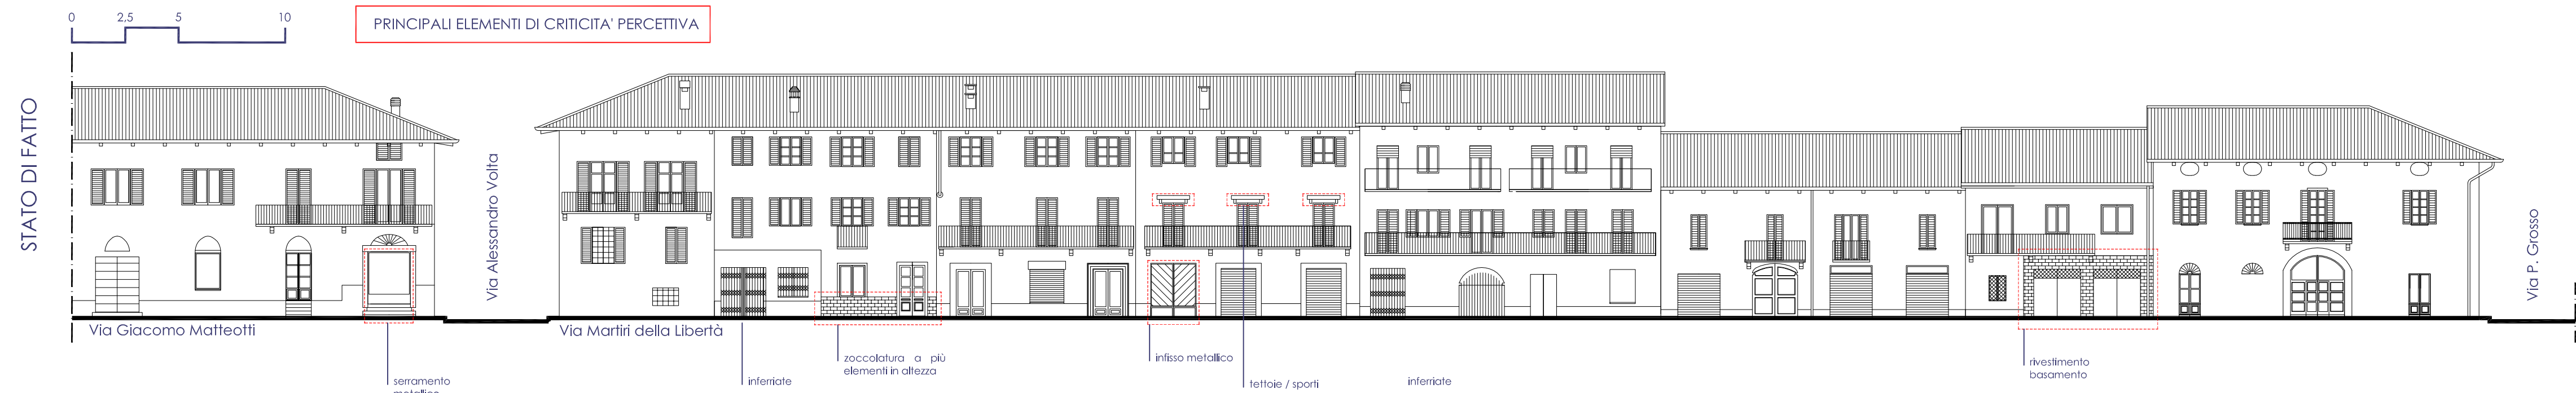 0 2,5 5 10
PRINCIPALI ELEMENTI DI CRITICITA' PERCETTIVA
STATO DI FATTO
Via Alessandro Volta
Via P. Grosso
Via Giacomo Matteotti
Via Martiri della Libertà
serramento
metallico
inferriate
zoccolatura a più
elementi in altezza
infisso metallico
tettoie / sporti
inferriate
rivestimento
basamento